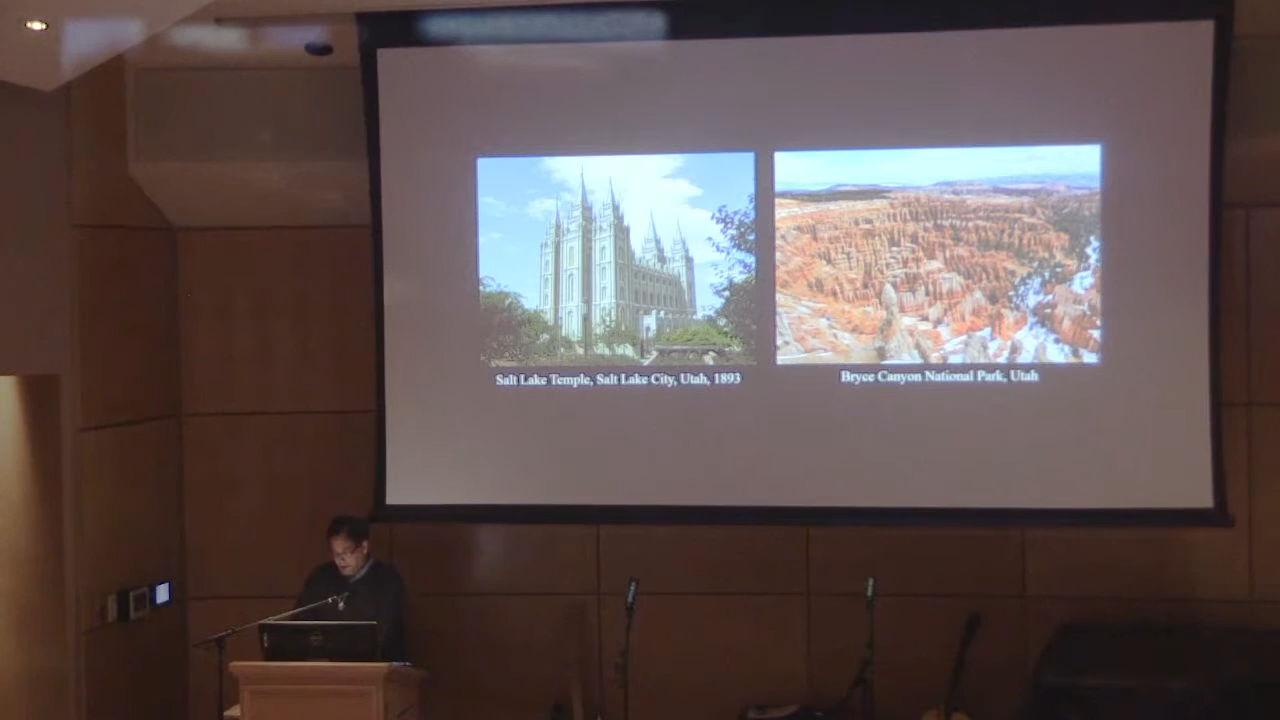 Salt Lake Temple, Salt Lake City, Utah, 1893
Bryce Canyon National Park, Utah